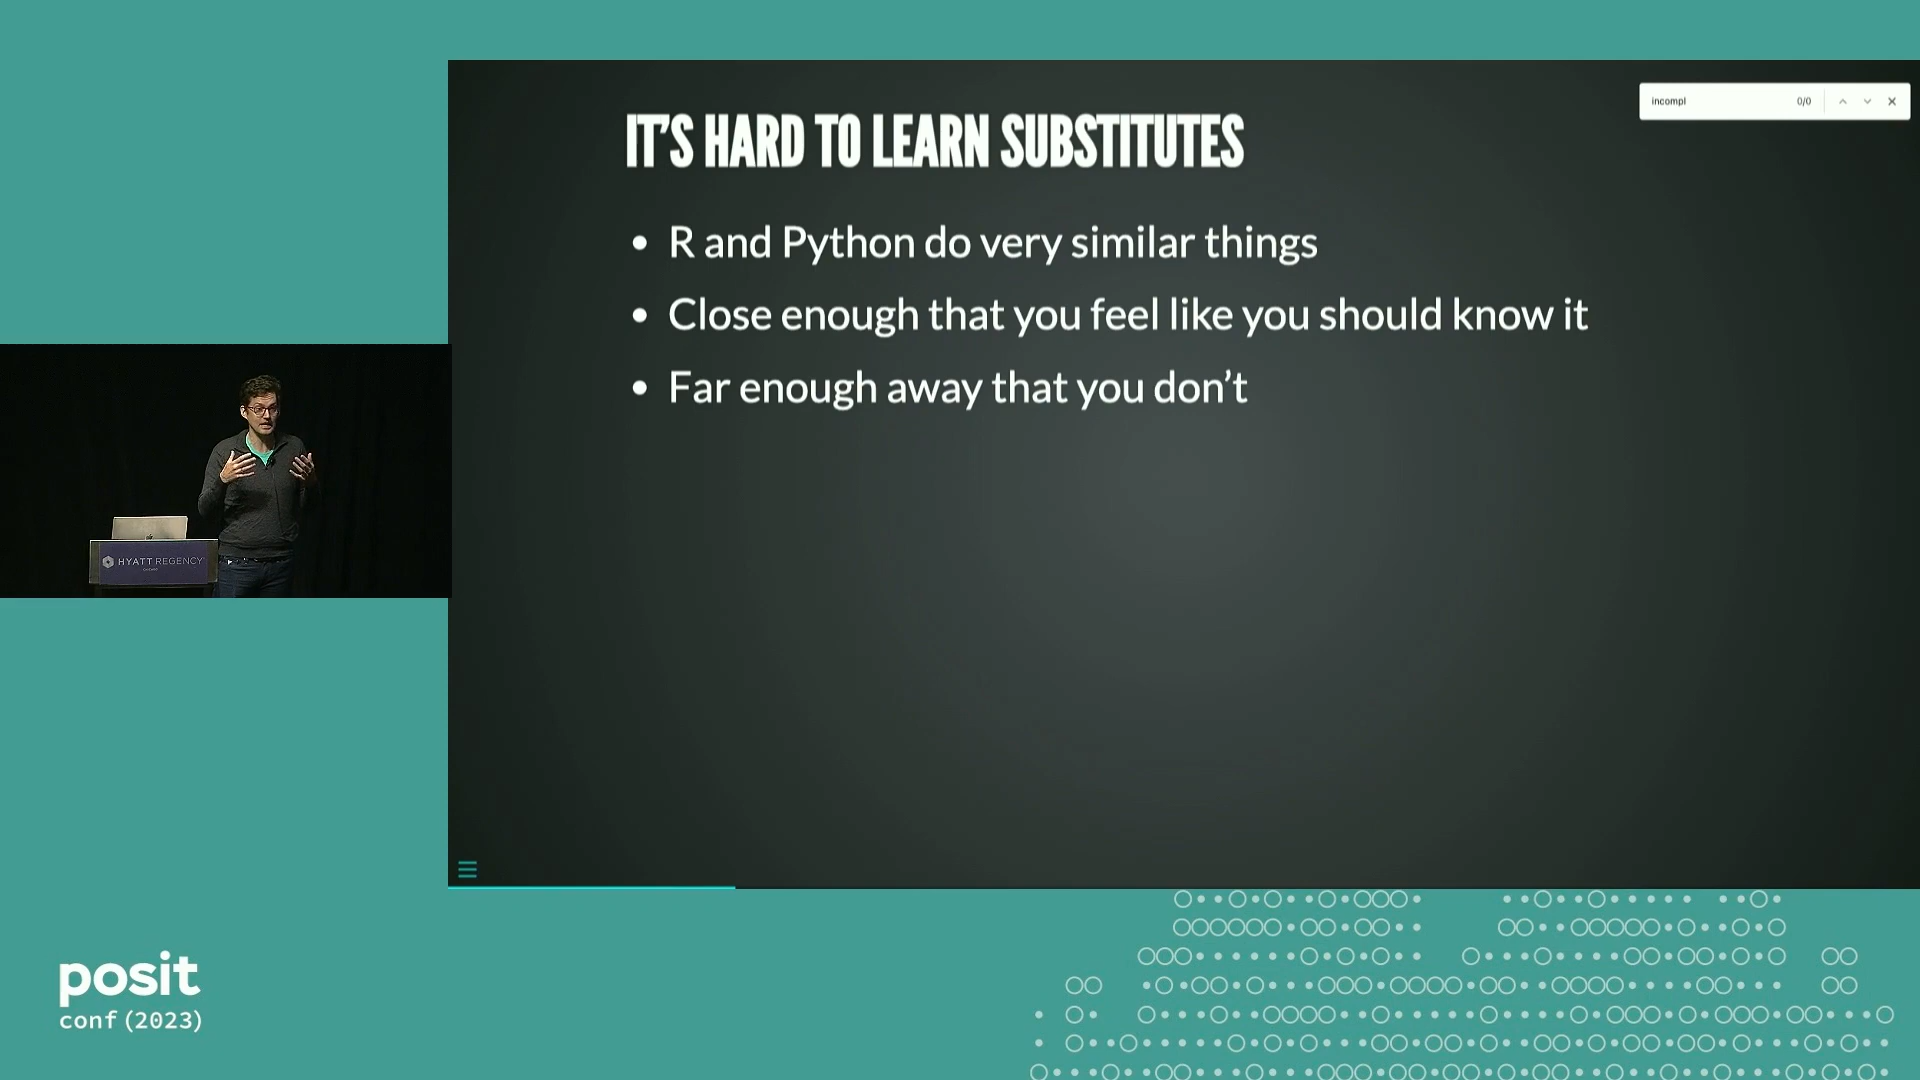 IT'S HARD TO LEARN SUBSTITUTES
incompl 0/0
R and Python do very similar things
Close enough that you feel like you should know it
Far enough away that you don't
HYATT REGENCY
posit
conf (2023)